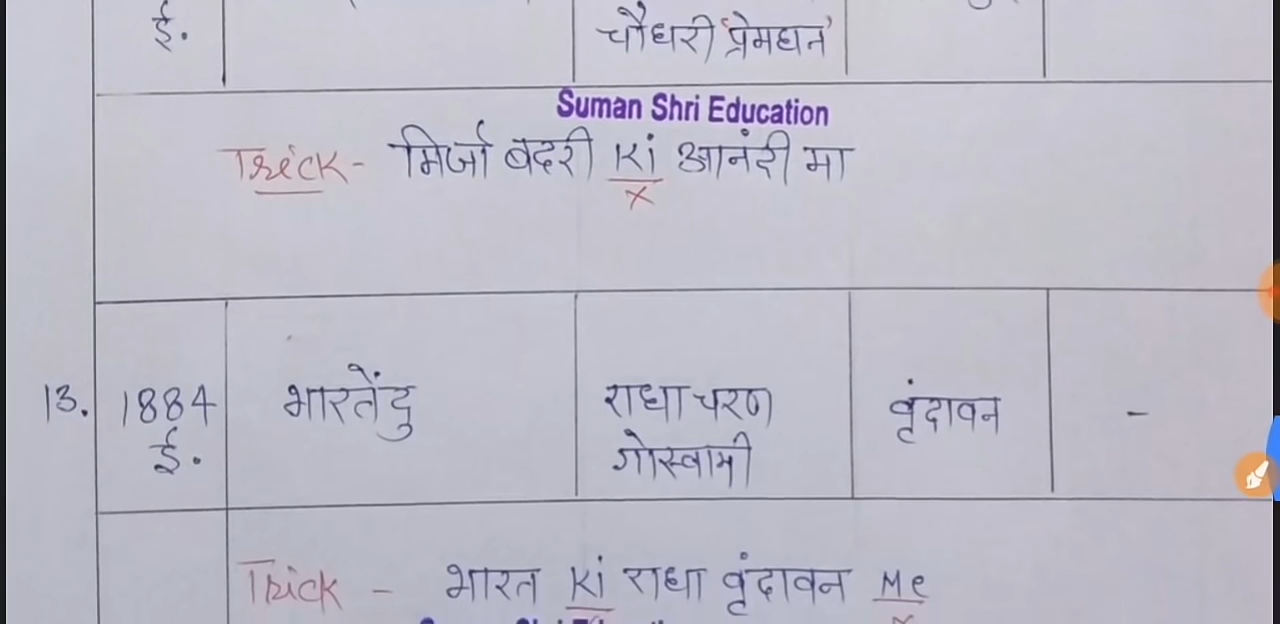 ई. चौधरी 'प्रेमघन'
Suman Shri Education
Trick- मिर्जा बदरी Ki आनंदी मा
x
13. 1884 ई. भारतेंदु राधाचरण गोस्वामी वृंदावन -
Trick - भारत Ki राधा वृंदावन Me